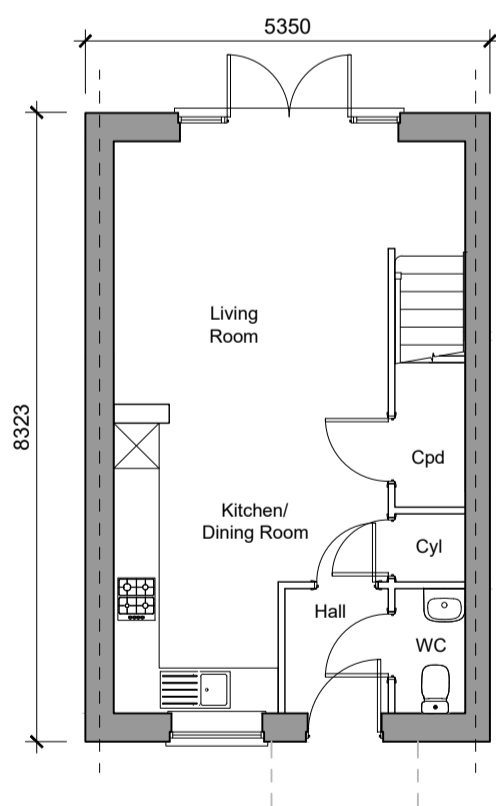 5350
8323
Living
Room
Cpd
Kitchen/
Dining Room
Cyl
Hall
WC